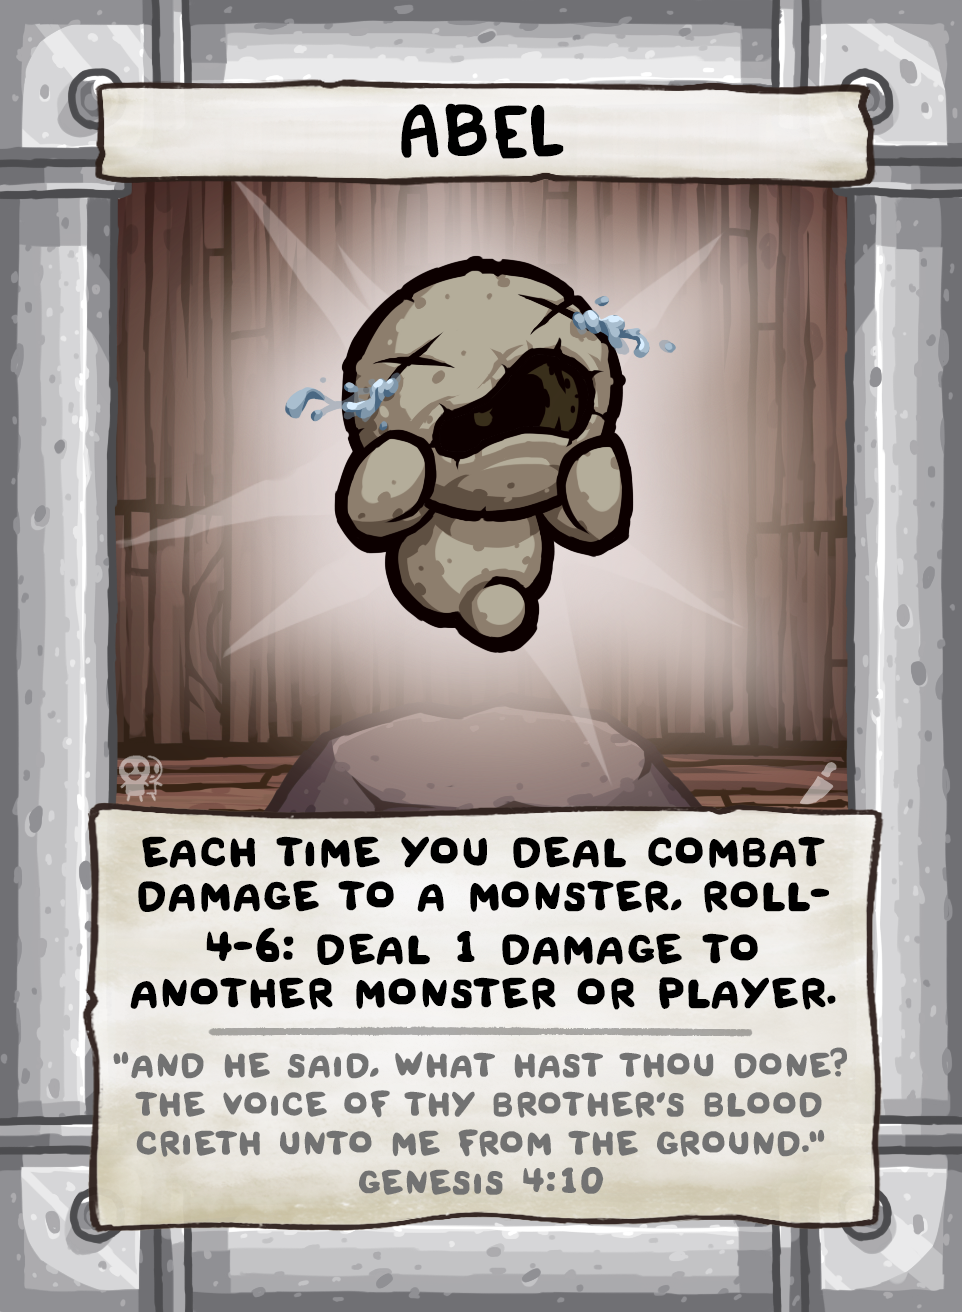 ABEL
EACH TIME YOU DEAL COMBAT
DAMAGE TO A MONSTER, ROLL-
4-6: DEAL 1 DAMAGE TO
ANOTHER MONSTER OR PLAYER.
"AND HE SAID, WHAT HAST THOU DONE?
THE VOICE OF THY BROTHER'S BLOOD
CRIETH UNTO ME FROM THE GROUND."
GENESIS 4:10